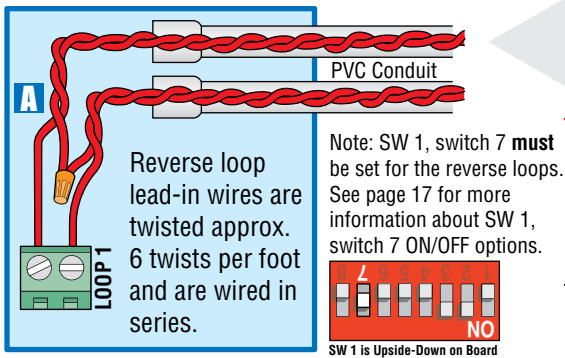 PVC Conduit
A
Reverse loop
lead-in wires are
twisted approx.
6 twists per foot
and are wired in
series.
LOOP 1
Note: SW 1, switch 7 must
be set for the reverse loops.
See page 17 for more
information about SW 1,
switch 7 ON/OFF options.
8 7 6 5 4 3 2 1
NO
SW 1 is Upside-Down on Board